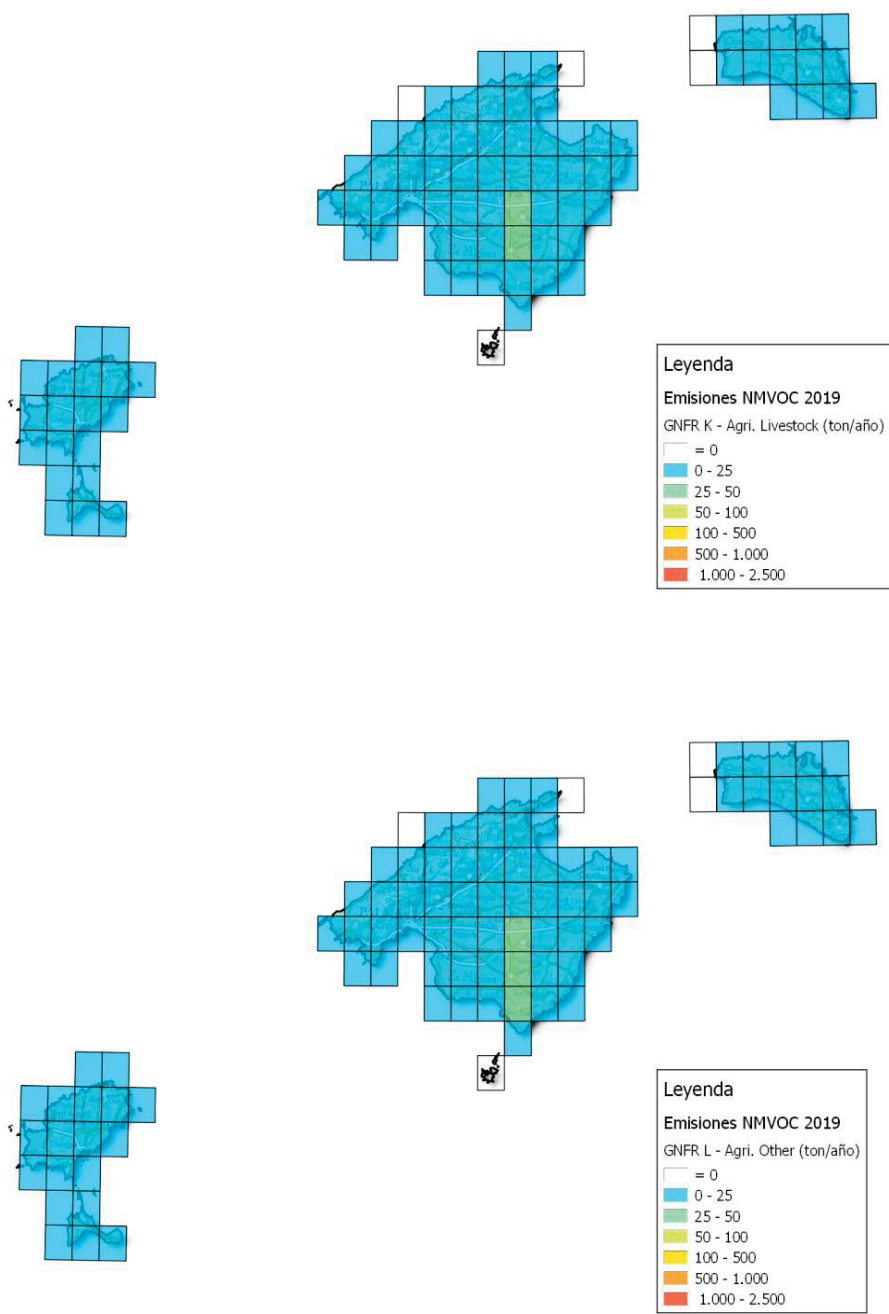 Leyenda
Emisiones NMVOC 2019
GNFR K - Agri. Livestock (ton/año)
= 0
0 - 25
25 - 50
50 - 100
100 - 500
500 - 1.000
1.000 - 2.500
Leyenda
Emisiones NMVOC 2019
GNFR L - Agri. Other (ton/año)
= 0
0 - 25
25 - 50
50 - 100
100 - 500
500 - 1.000
1.000 - 2.500